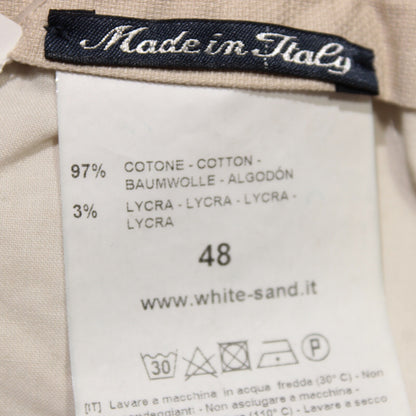 Made in Italy
97% COTONE - COTTON -
BAUMWOLLE - ALGODÓN
3% LYCRA - LYCRA - LYCRA -
LYCRA
48
www.white-sand.it
30 P
[IT] Lavare a macchina in acqua fredda (30° C) - Non
candeggianti - Non asciugare a macchina -
(110° C) - Lavare a secco